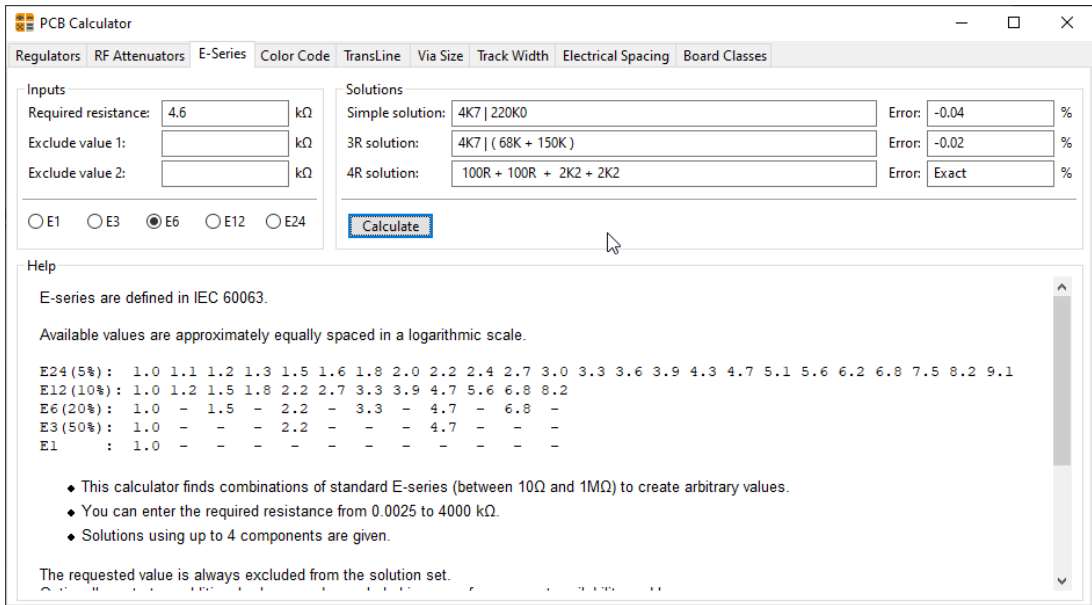 PCB Calculator
Regulators RF Attenuators E-Series Color Code TransLine Via Size Track Width Electrical Spacing Board Classes
Inputs
Required resistance: 4.6 kΩ
Exclude value 1: kΩ
Exclude value 2: kΩ
E1 E3 E6 E12 E24
Solutions
Simple solution: 4K7 | 220K0 Error: -0.04 %
3R solution: 4K7 | ( 68K + 150K ) Error: -0.02 %
4R solution: 100R + 100R + 2K2 + 2K2 Error: Exact %
Calculate
Help
E-series are defined in IEC 60063.
Available values are approximately equally spaced in a logarithmic scale.
E24(5%): 1.0 1.1 1.2 1.3 1.5 1.6 1.8 2.0 2.2 2.4 2.7 3.0 3.3 3.6 3.9 4.3 4.7 5.1 5.6 6.2 6.8 7.5 8.2 9.1
E12(10%): 1.0 1.2 1.5 1.8 2.2 2.7 3.3 3.9 4.7 5.6 6.8 8.2
E6(20%): 1.0 - 1.5 - 2.2 - 3.3 - 4.7 - 6.8 -
E3(50%): 1.0 - - - 2.2 - - - 4.7 - - -
E1 : 1.0 - - - - - - - - - - -
◆ This calculator finds combinations of standard E-series (between 10Ω and 1MΩ) to create arbitrary values.
◆ You can enter the required resistance from 0.0025 to 4000 kΩ.
◆ Solutions using up to 4 components are given.
The requested value is always excluded from the solution set.